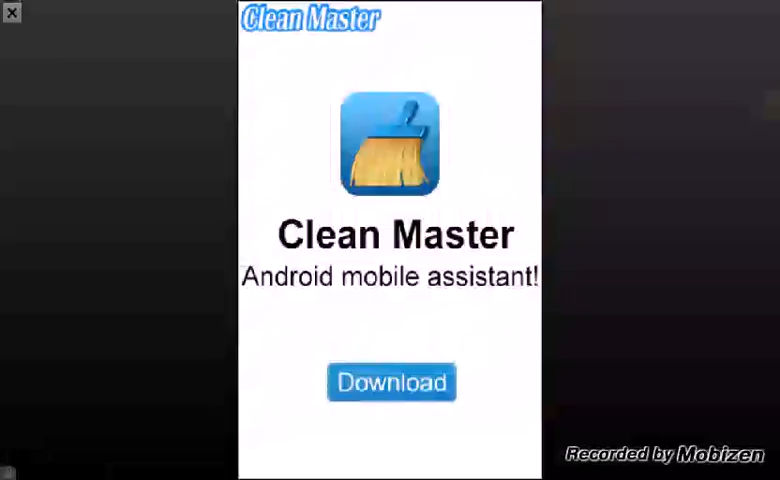 Clean Master
Clean Master
Android mobile assistant!
Download
Recorded by Mobizen